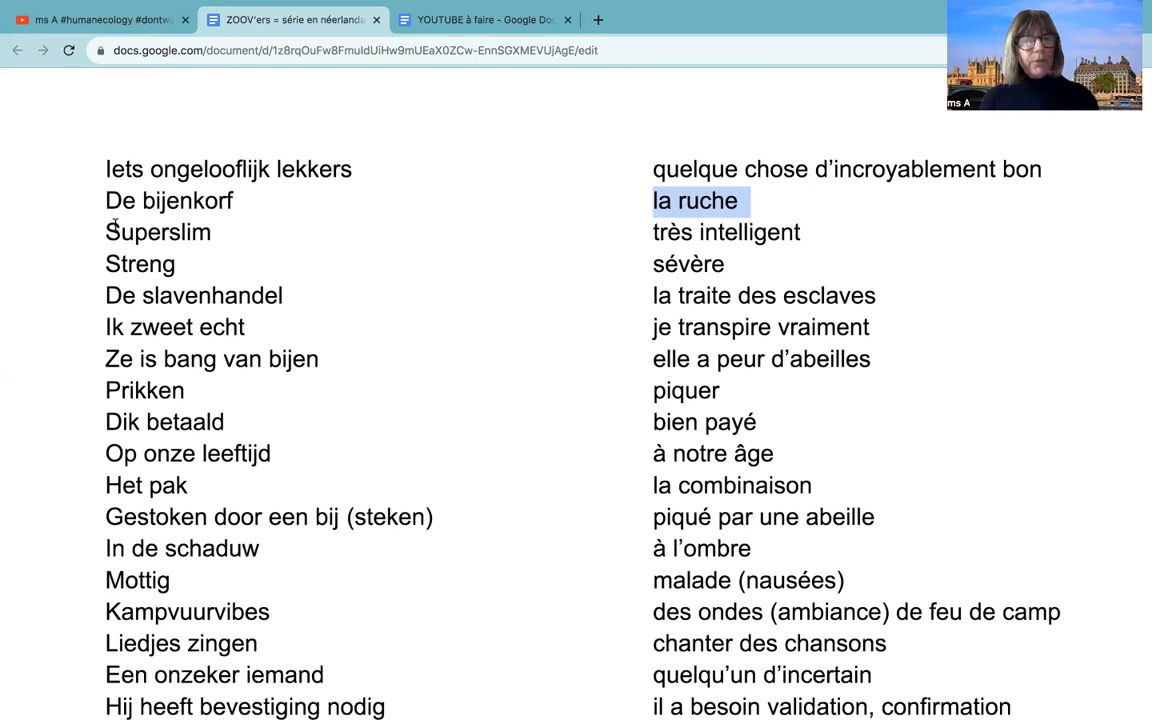 ms A #humanecology #dontwa
ZOOV'ers = série en néerlanda
YOUTUBE à faire - Google Doc
docs.google.com/document/d/1z8rqOuFw8FmuldUiHw9mUEaX0ZCw-EnnSGXMEVUjAgE/edit
ms A
Iets ongelooflijk lekkers quelque chose d’incroyablement bon
De bijenkorf la ruche
Superslim très intelligent
Streng sévère
De slavenhandel la traite des esclaves
Ik zweet echt je transpire vraiment
Ze is bang van bijen elle a peur d’abeilles
Prikken piquer
Dik betaald bien payé
Op onze leeftijd à notre âge
Het pak la combinaison
Gestoken door een bij (steken) piqué par une abeille
In de schaduw à l’ombre
Mottig malade (nausées)
Kampvuurvibes des ondes (ambiance) de feu de camp
Liedjes zingen chanter des chansons
Een onzeker iemand quelqu’un d’incertain
Hij heeft bevestiging nodig il a besoin validation, confirmation